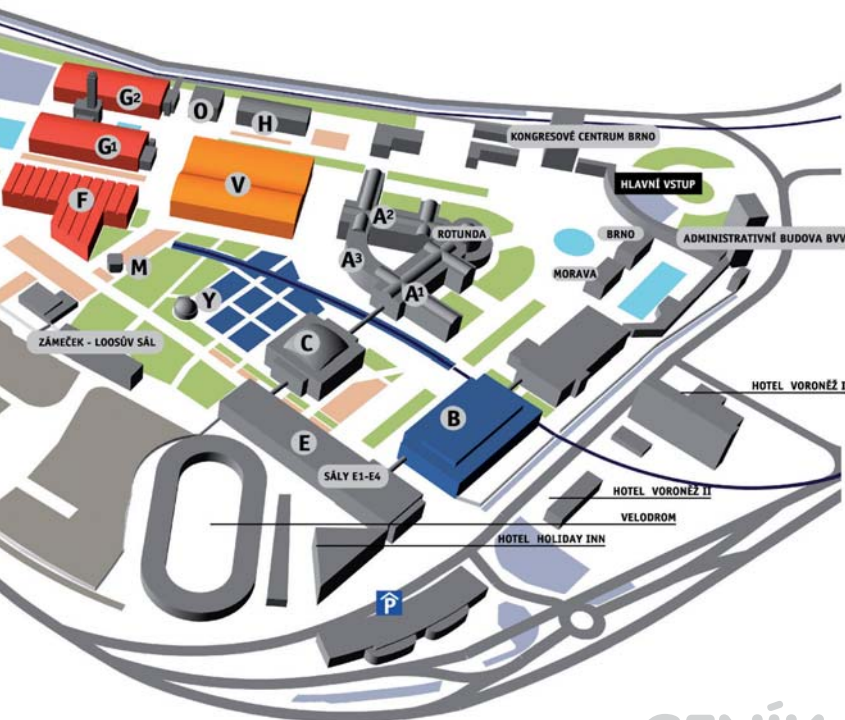 G2
O
H
KONGRESOVÉ CENTRUM BRNO
G1
V
HLAVNÍ VSTUP
F
A2
ROTUNDA
BRNO
ADMINISTRATIVNÍ BUDOVA BVV
A3
M
MORAVA
Y
A1
ZÁMEČEK - LOOSŮV SÁL
C
HOTEL VORONĚŽ I
B
E
SÁLY E1-E4
HOTEL VORONĚŽ II
VELODROM
HOTEL HOLIDAY INN
P